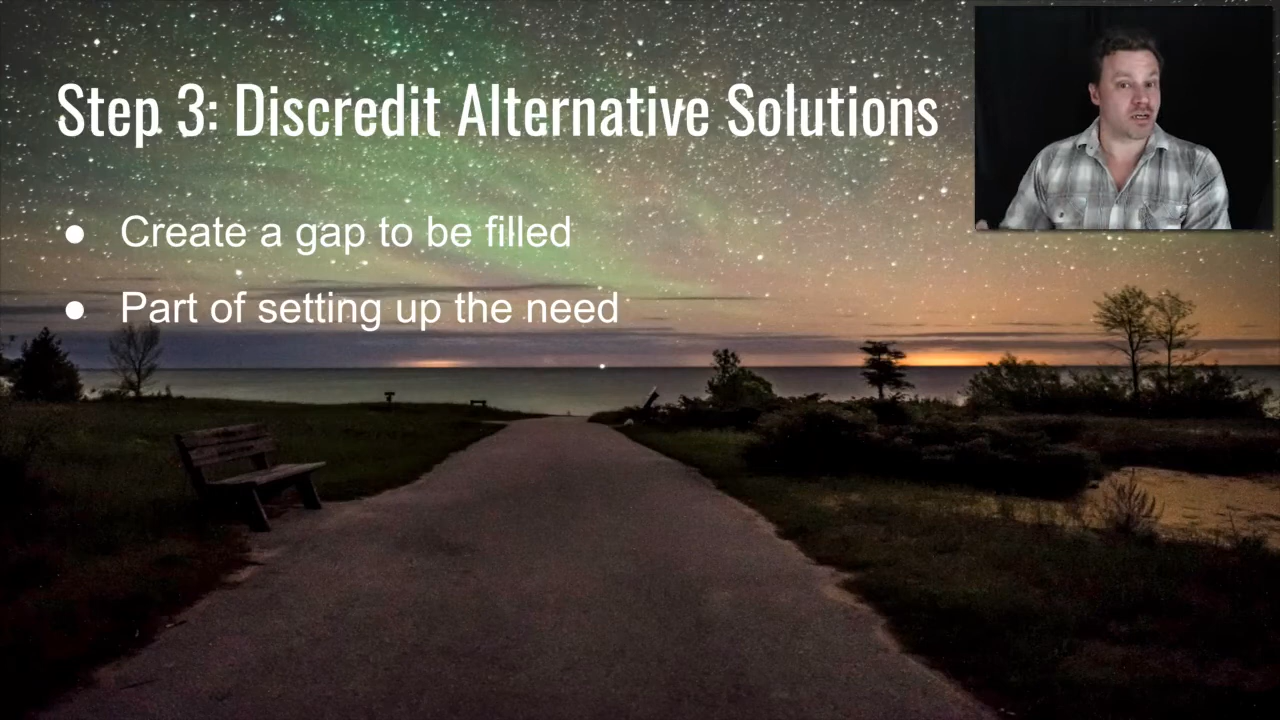 Step 3: Discredit Alternative Solutions
● Create a gap to be filled
● Part of setting up the need